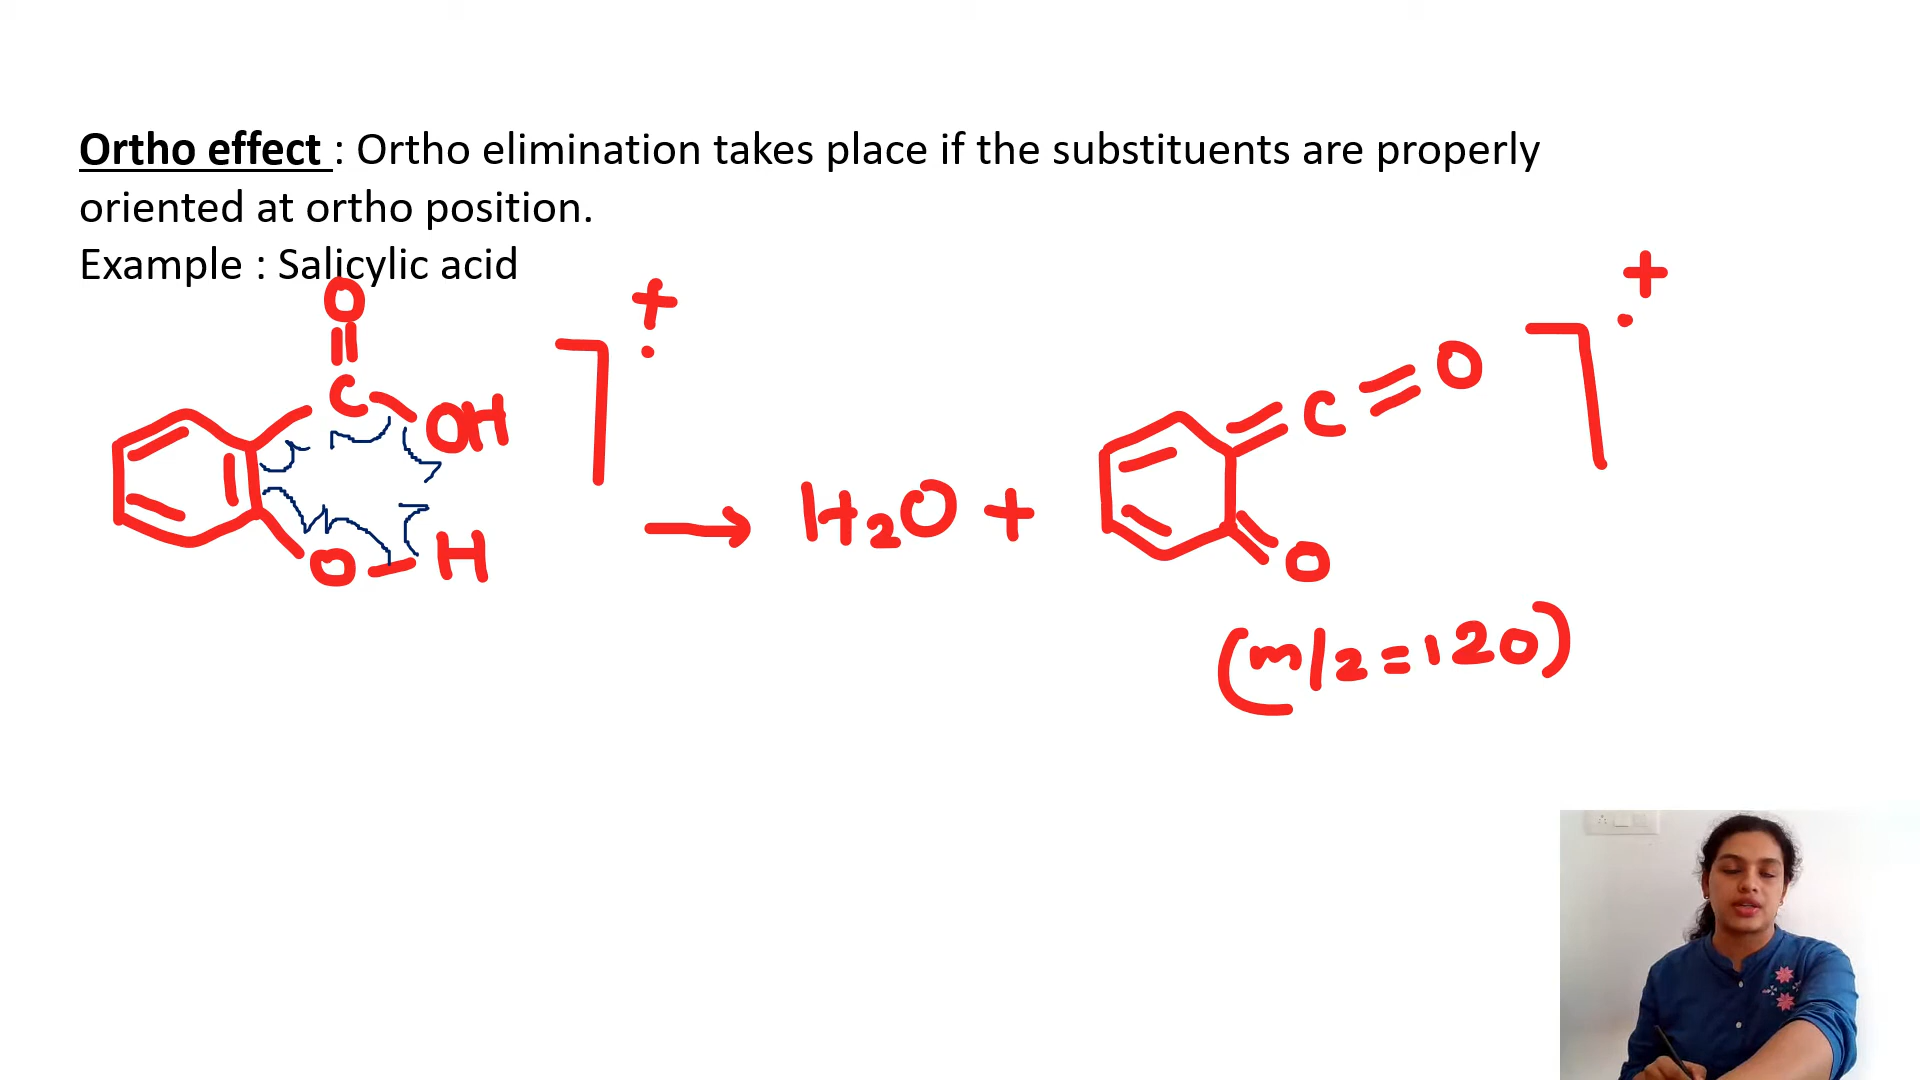 Ortho effect : Ortho elimination takes place if the substituents are properly
oriented at ortho position.
Example : Salicylic acid
O
C
OH
O
H
+
.
→ H2O +
C
O
O
+
.
(m/z=120)